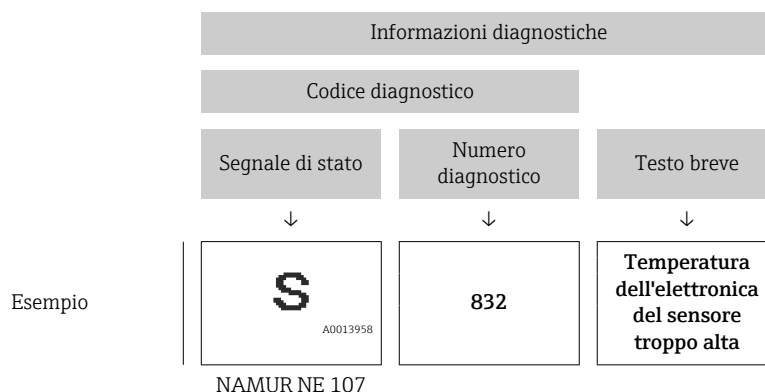 Informazioni diagnostiche
Codice diagnostico
Segnale di stato
Numero
diagnostico
Testo breve
↓ ↓ ↓
Esempio
S
A0013958
832
Temperatura
dell'elettronica
del sensore
troppo alta
NAMUR NE 107